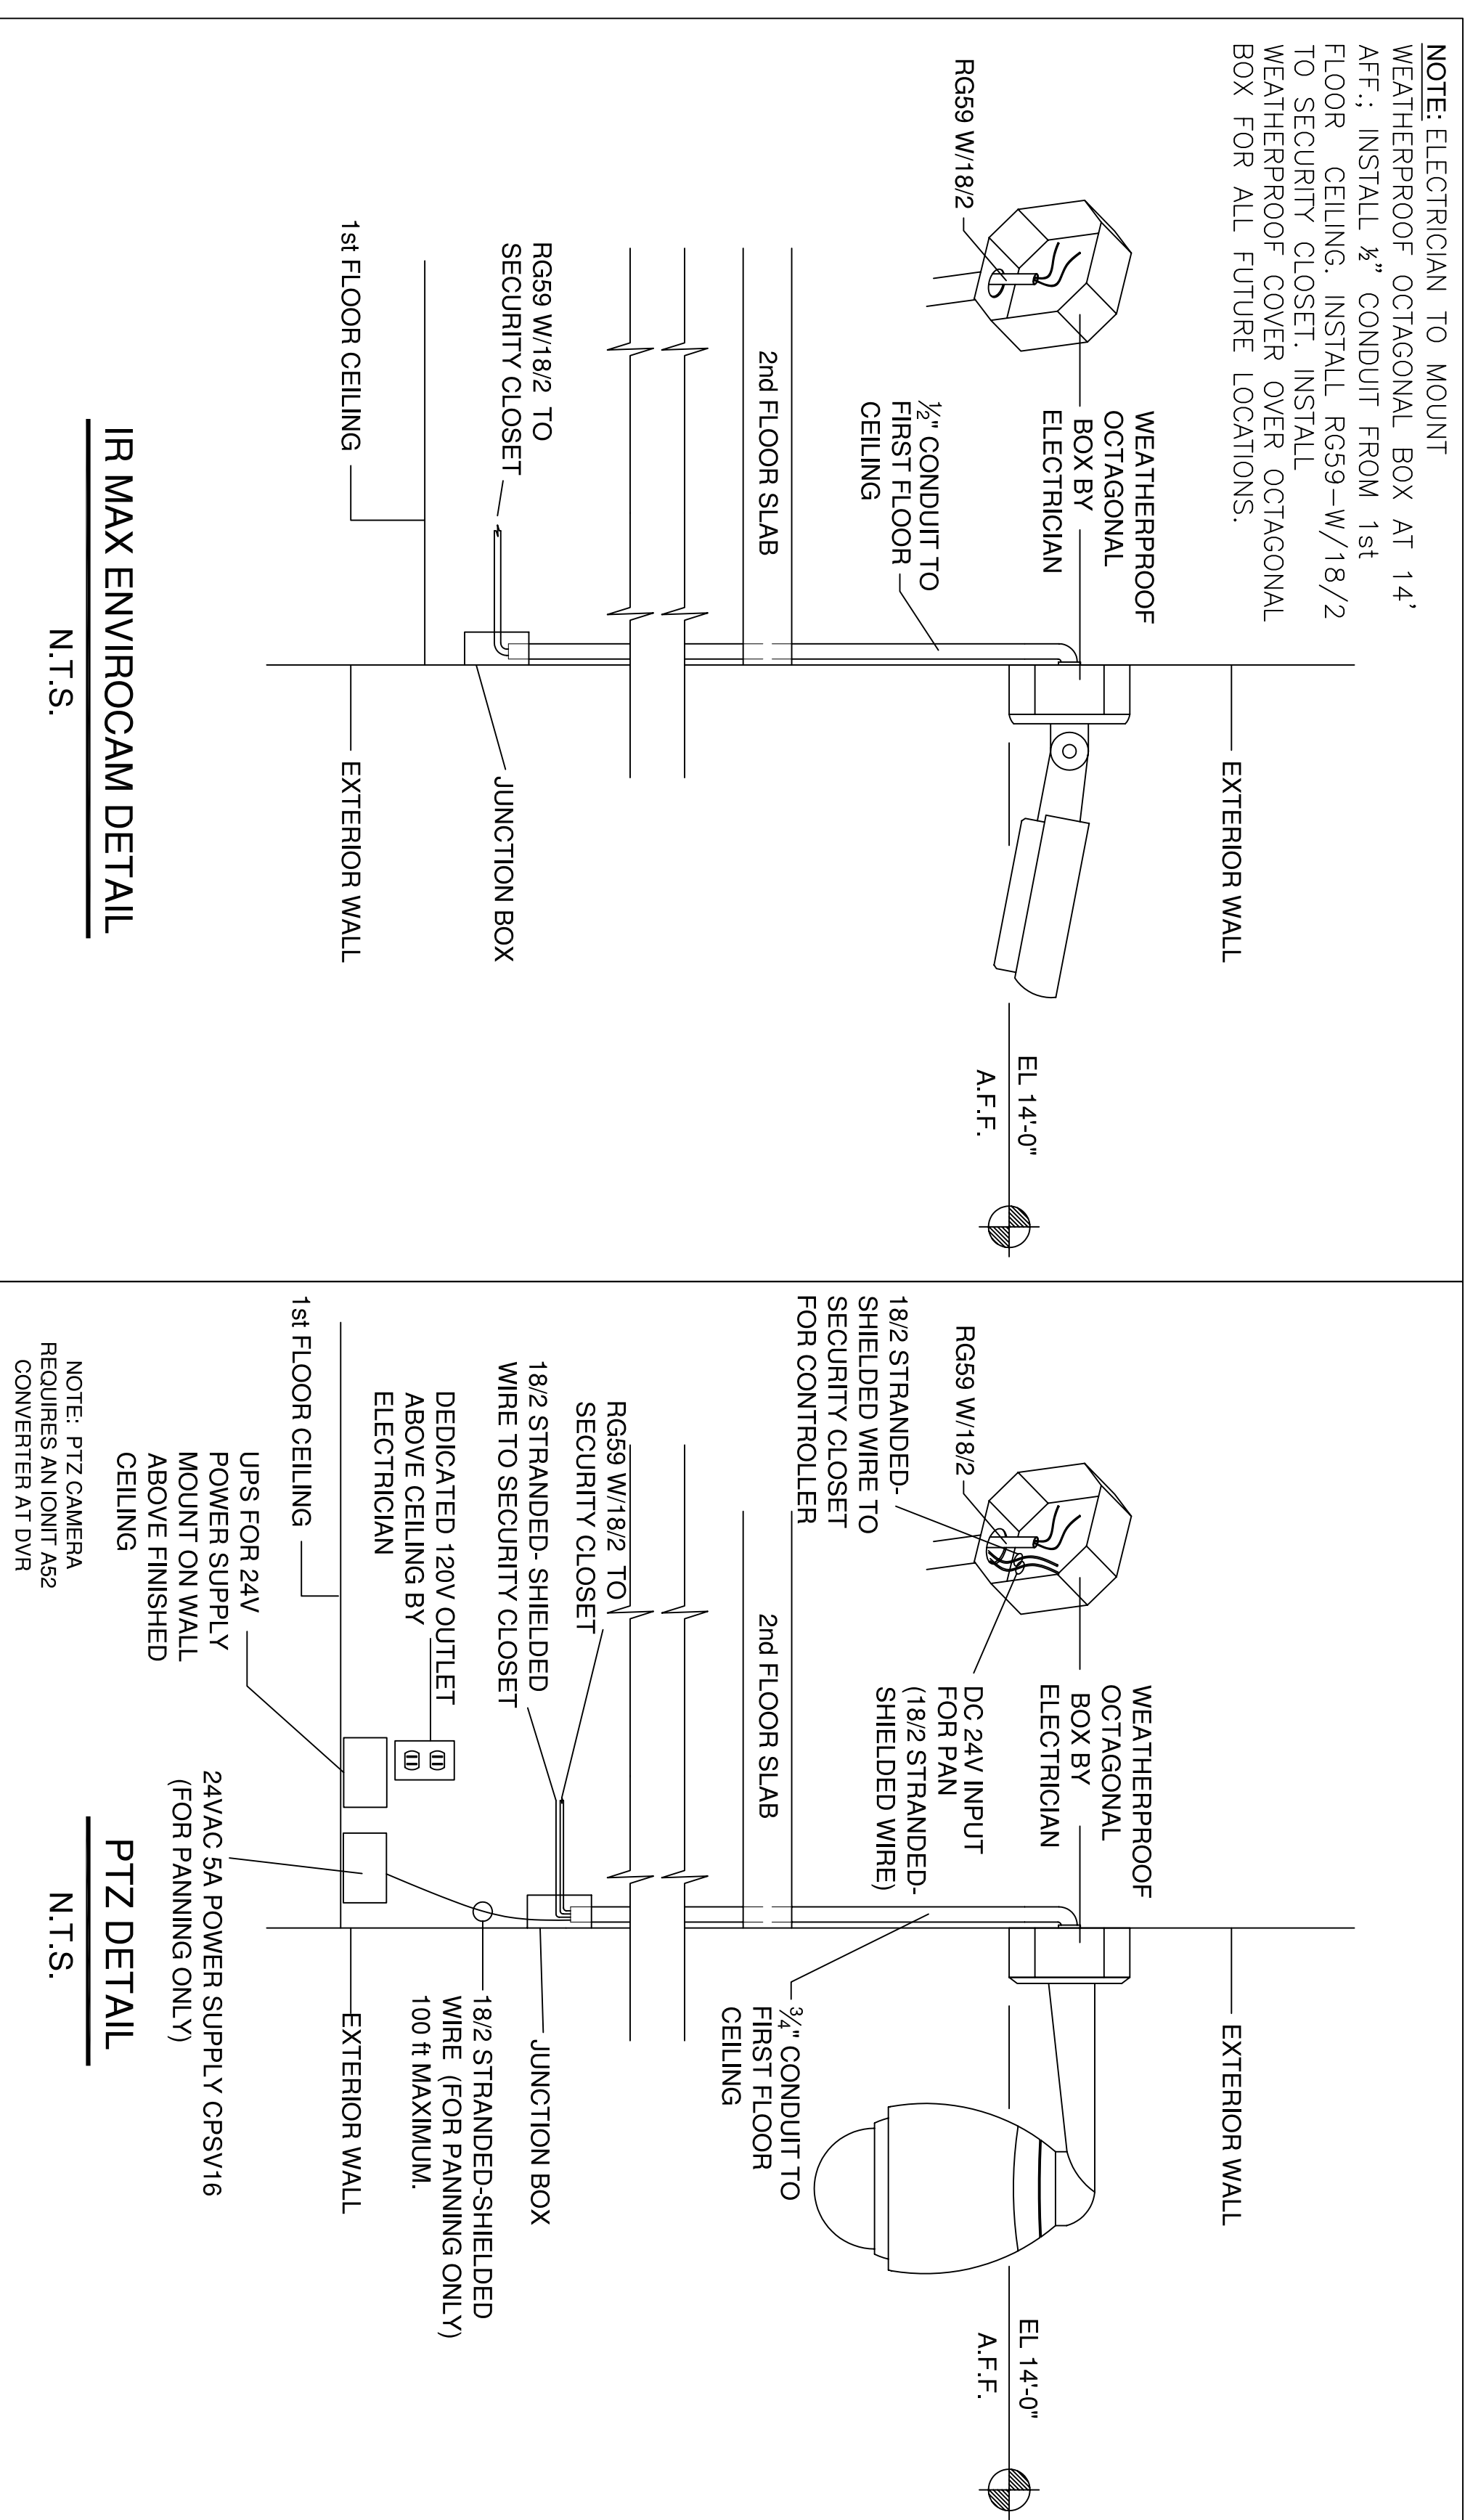 NOTE: ELECTRICIAN TO MOUNT
WEATHERPROOF OCTAGONAL BOX AT 14'
AFF.; INSTALL ½" CONDUIT FROM 1st
FLOOR CEILING. INSTALL RG59-W/18/2
TO SECURITY CLOSET. INSTALL
WEATHERPROOF COVER OVER OCTAGONAL
BOX FOR ALL FUTURE LOCATIONS.
EXTERIOR WALL
WEATHERPROOF
OCTAGONAL
BOX BY
ELECTRICIAN
RG59 W/18/2
EL 14'-0"
A.F.F.
½" CONDUIT TO
FIRST FLOOR
CEILING
2nd FLOOR SLAB
RG59 W/18/2 TO
SECURITY CLOSET
JUNCTION BOX
1st FLOOR CEILING
EXTERIOR WALL
IR MAX ENVIROCAM DETAIL
N.T.S.
EXTERIOR WALL
WEATHERPROOF
OCTAGONAL
BOX BY
ELECTRICIAN
RG59 W/18/2
18/2 STRANDED-
SHIELDED WIRE TO
SECURITY CLOSET
FOR CONTROLLER
DC 24V INPUT
FOR PAN
(18/2 STRANDED-
SHIELDED WIRE)
EL 14'-0"
A.F.F.
¾" CONDUIT TO
FIRST FLOOR
CEILING
2nd FLOOR SLAB
RG59 W/18/2 TO
SECURITY CLOSET
18/2 STRANDED- SHIELDED
WIRE TO SECURITY CLOSET
JUNCTION BOX
18/2 STRANDED-SHIELDED
WIRE (FOR PANNING ONLY)
100 ft MAXIMUM.
DEDICATED 120V OUTLET
ABOVE CEILING BY
ELECTRICIAN
1st FLOOR CEILING
EXTERIOR WALL
UPS FOR 24V
POWER SUPPLY
MOUNT ON WALL
ABOVE FINISHED
CEILING
24VAC 5A POWER SUPPLY CPSV16
(FOR PANNING ONLY)
PTZ DETAIL
N.T.S.
NOTE: PTZ CAMERA
REQUIRES AN IONIT A52
CONVERTER AT DVR